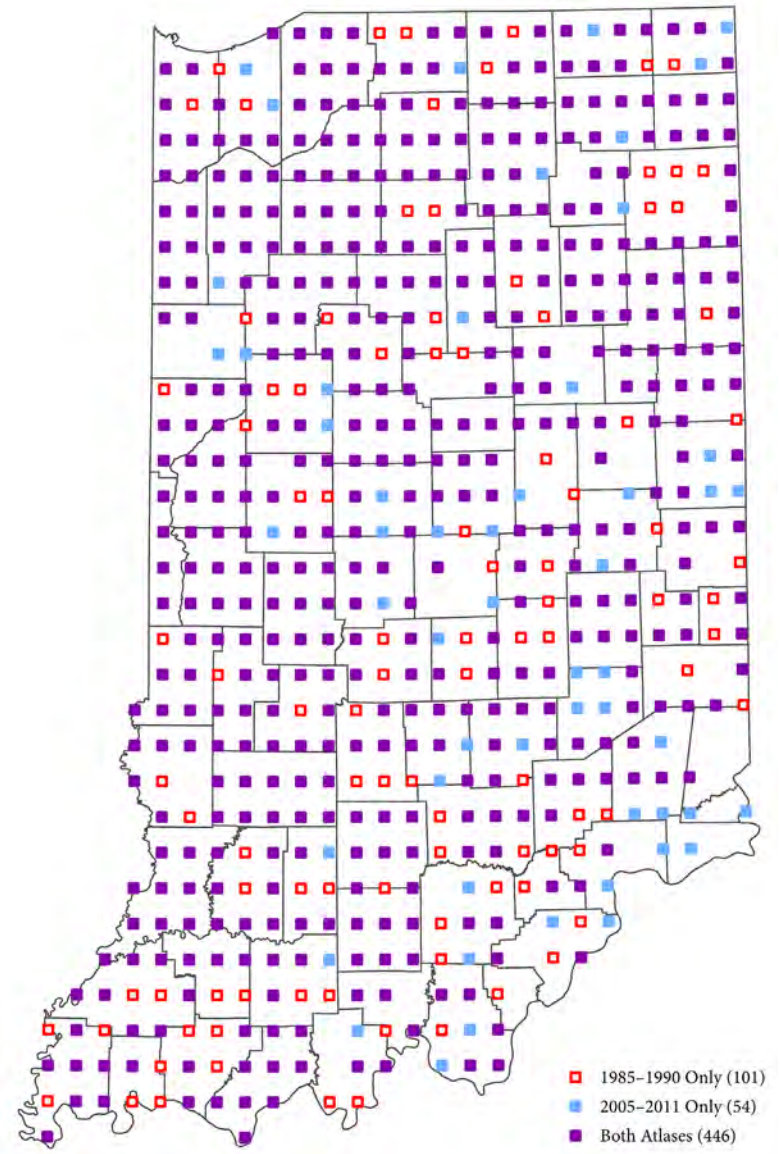 1985–1990 Only (101)
2005–2011 Only (54)
Both Atlases (446)